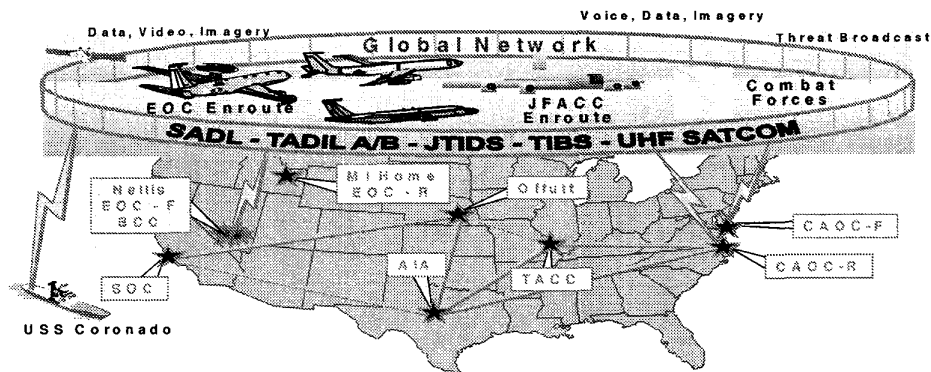 Voice, Data, Imagery
Data, Video, Imagery
Global Network
Threat Broadcast
EOC Enroute
JFACC
Enroute
Combat
Forces
SADL - TADIL A/B - JTIDS - TIBS - UHF SATCOM
Nellis
EOC - F
BCC
Mt Home
EOC - R
Offutt
CAOC-F
AIA
TACC
CAOC-R
SOC
USS Coronado